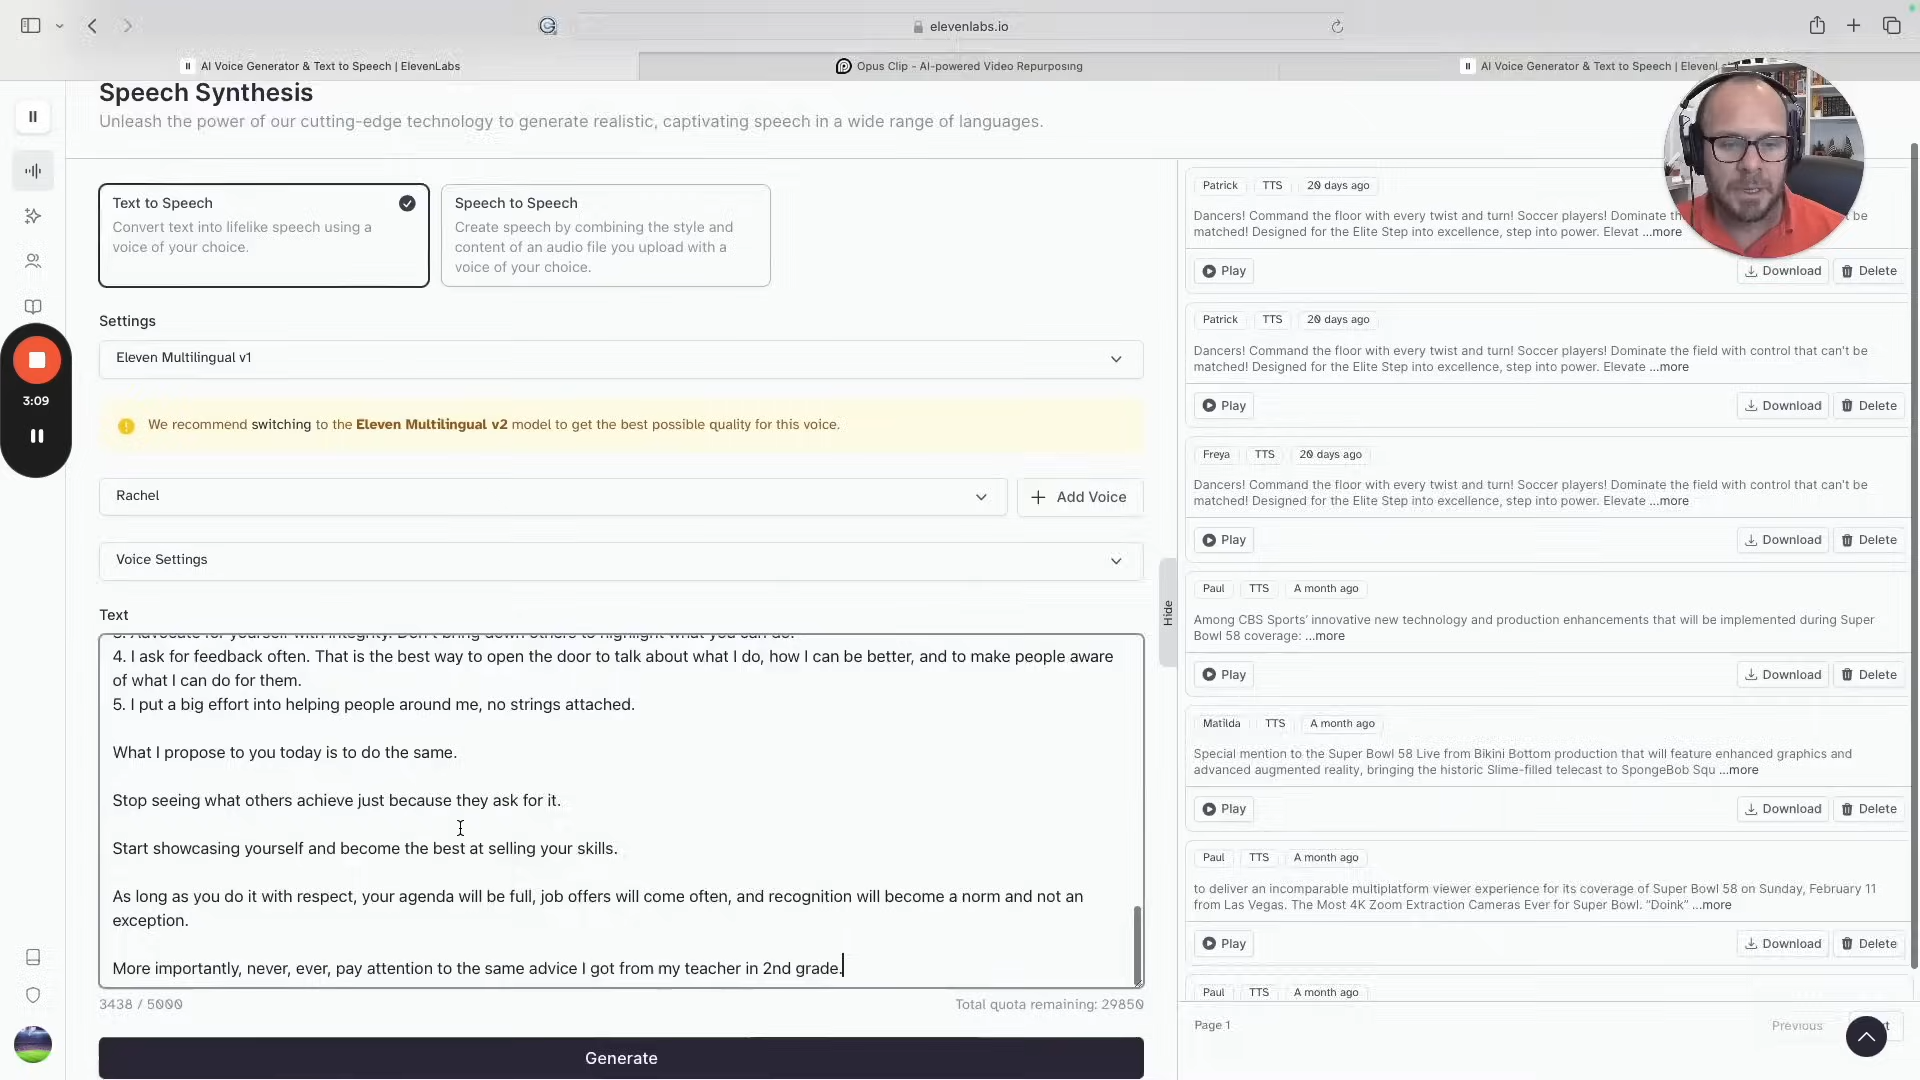 elevenlabs.io
AI Voice Generator & Text to Speech | ElevenLabs
Opus Clip - AI-powered Video Repurposing
AI Voice Generator & Text to Speech | Elevenl
Speech Synthesis
Unleash the power of our cutting-edge technology to generate realistic, captivating speech in a wide range of languages.
Text to Speech
Convert text into lifelike speech using a
voice of your choice.
Speech to Speech
Create speech by combining the style and
content of an audio file you upload with a
voice of your choice.
Settings
Eleven Multilingual v1
We recommend switching to the Eleven Multilingual v2 model to get the best possible quality for this voice.
Rachel
Add Voice
Voice Settings
Text
3. Advocate for yourself with integrity. Don't bring down others to highlight what you can do.
4. I ask for feedback often. That is the best way to open the door to talk about what I do, how I can be better, and to make people aware
of what I can do for them.
5. I put a big effort into helping people around me, no strings attached.
What I propose to you today is to do the same.
Stop seeing what others achieve just because they ask for it.
Start showcasing yourself and become the best at selling your skills.
As long as you do it with respect, your agenda will be full, job offers will come often, and recognition will become a norm and not an
exception.
More importantly, never, ever, pay attention to the same advice I got from my teacher in 2nd grade.
3438 / 5000
Total quota remaining: 29850
Generate
3:09
Hide
Patrick TTS 20 days ago
Dancers! Command the floor with every twist and turn! Soccer players! Dominate th
be
matched! Designed for the Elite Step into excellence, step into power. Elevat ...more
Play
Download
Delete
Patrick TTS 20 days ago
Dancers! Command the floor with every twist and turn! Soccer players! Dominate the field with control that can't be
matched! Designed for the Elite Step into excellence, step into power. Elevate ...more
Play
Download
Delete
Freya TTS 20 days ago
Dancers! Command the floor with every twist and turn! Soccer players! Dominate the field with control that can't be
matched! Designed for the Elite Step into excellence, step into power. Elevate ...more
Play
Download
Delete
Paul TTS A month ago
Among CBS Sports' innovative new technology and production enhancements that will be implemented during Super
Bowl 58 coverage: ...more
Play
Download
Delete
Matilda TTS A month ago
Special mention to the Super Bowl 58 Live from Bikini Bottom production that will feature enhanced graphics and
advanced augmented reality, bringing the historic Slime-filled telecast to SpongeBob Squ ...more
Play
Download
Delete
Paul TTS A month ago
to deliver an incomparable multiplatform viewer experience for its coverage of Super Bowl 58 on Sunday, February 11
from Las Vegas. The Most 4K Zoom Extraction Cameras Ever for Super Bowl. "Doink" ...more
Play
Download
Delete
Paul TTS A month ago
Page 1
Previous